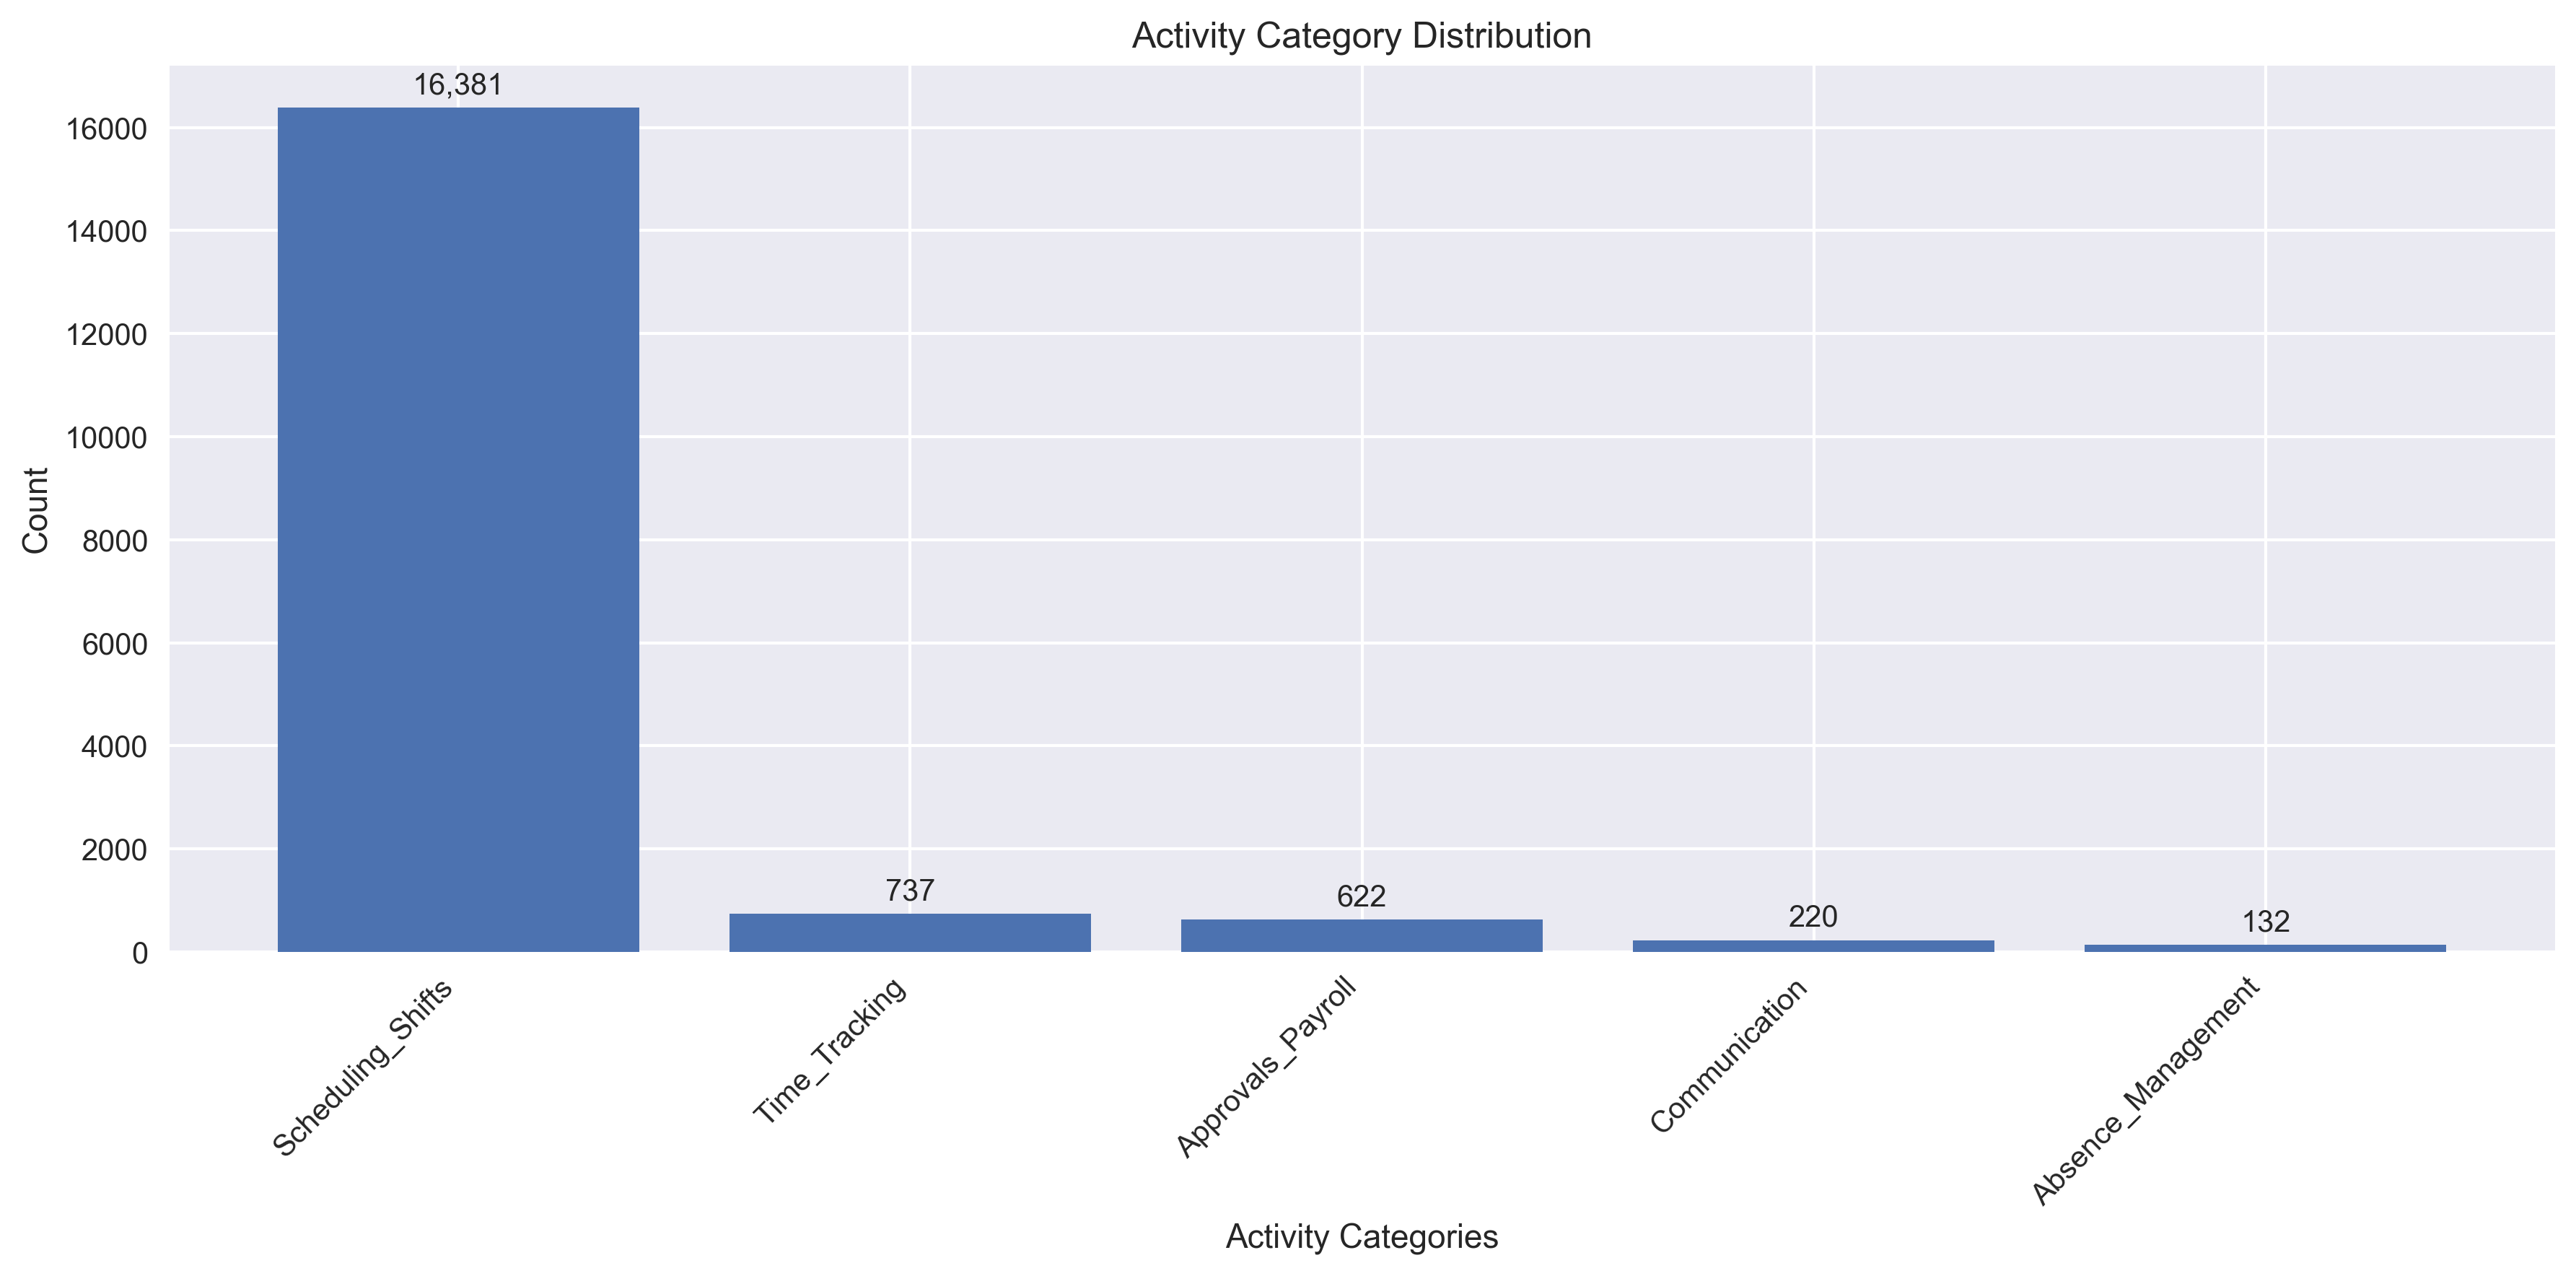 Activity Category Distribution
16,381
16000
14000
12000
10000
8000
6000
4000
2000
0
Count
737
622
220
132
Scheduling_Shifts
Time_Tracking
Approvals_Payroll
Communication
Absence_Management
Activity Categories